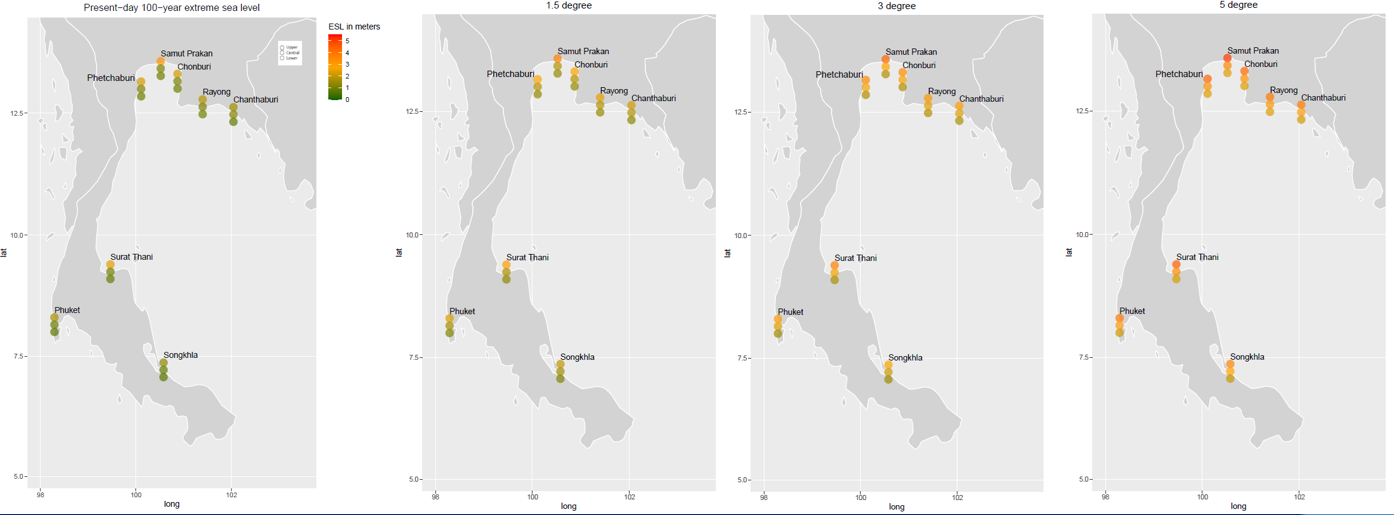 Present−day 100−year extreme sea level
ESL in meters
5
4
3
2
1
0
Upper
Central
Lower
Samut Prakan
Chonburi
Phetchaburi
Rayong
Chanthaburi
Surat Thani
Phuket
Songkhla
12.5
10.0
7.5
5.0
lat
98
100
102
long
1.5 degree
Samut Prakan
Chonburi
Phetchaburi
Rayong
Chanthaburi
Surat Thani
Phuket
Songkhla
12.5
10.0
7.5
5.0
lat
98
100
102
long
3 degree
Samut Prakan
Chonburi
Phetchaburi
Rayong
Chanthaburi
Surat Thani
Phuket
Songkhla
12.5
10.0
7.5
5.0
lat
98
100
102
long
5 degree
Samut Prakan
Chonburi
Phetchaburi
Rayong
Chanthaburi
Surat Thani
Phuket
Songkhla
12.5
10.0
7.5
5.0
lat
98
100
102
long